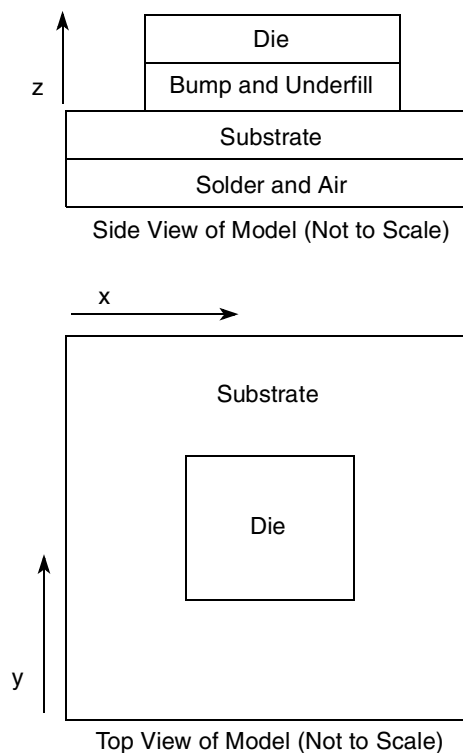 Die
z
Bump and Underfill
Substrate
Solder and Air
Side View of Model (Not to Scale)
x
Substrate
Die
y
Top View of Model (Not to Scale)